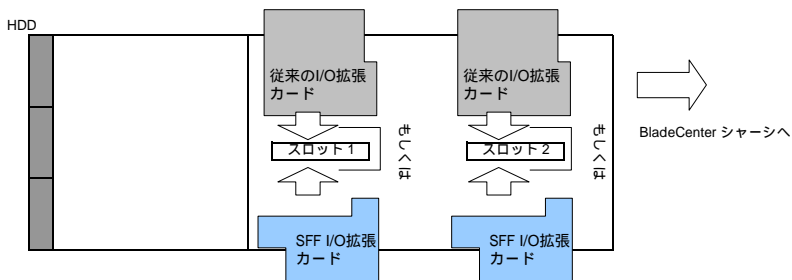 HDD
従来のI/O拡張
カード
もしくは
スロット 1
SFF I/O拡張
カード
従来のI/O拡張
カード
もしくは
スロット 2
SFF I/O拡張
カード
BladeCenter シャーシへ